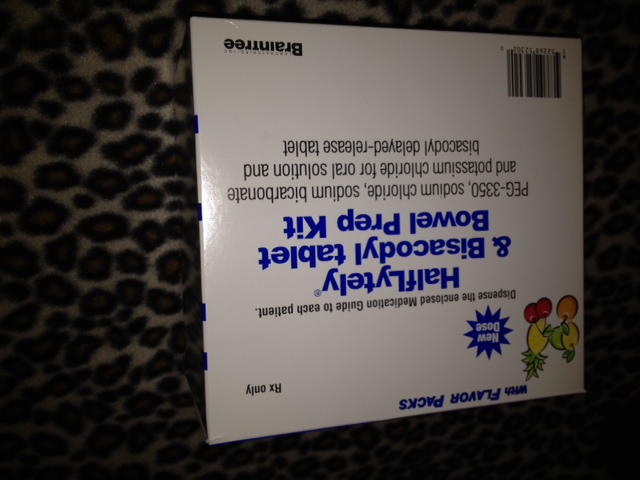 with FLAVOR PACKS
Rx only
New
Dose
Dispense the enclosed Medication Guide to each patient.
HalfLytely®
& Bisacodyl tablet
Bowel Prep Kit
PEG-3350, sodium chloride, sodium bicarbonate
and potassium chloride for oral solution and
bisacodyl delayed-release tablet
Braintree
LABORATORIES, INC.